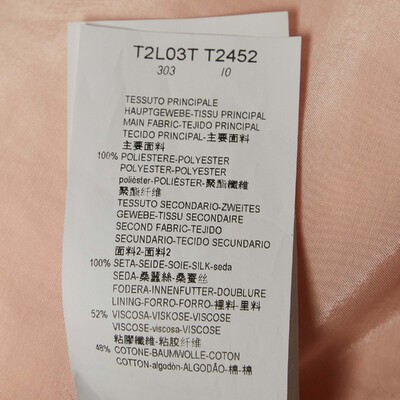 T2L03T T2452
303 10
TESSUTO PRINCIPALE
HAUPTGEWEBE-TISSU PRINCIPAL
MAIN FABRIC-TEJIDO PRINCIPAL
TECIDO PRINCIPAL-主要面料
主要面料
100% POLIESTERE-POLYESTER
POLYESTER-POLYESTER
poliéster-POLIÉSTER-聚酯纖維
聚酯纤维
TESSUTO SECONDARIO-ZWEITES
GEWEBE-TISSU SECONDAIRE
SECOND FABRIC-TEJIDO
SECUNDARIO-TECIDO SECUNDARIO
面料2-面料2
100% SETA-SEIDE-SOIE-SILK-seda
SEDA-桑蠶絲-桑蚕丝
FODERA-INNENFUTTER-DOUBLURE
LINING-FORRO-FORRO-裡料-里料
52% VISCOSA-VISKOSE-VISCOSE
VISCOSE-viscosa-VISCOSE
粘膠纖維-粘胶纤维
48% COTONE-BAUMWOLLE-COTON
COTTON-algodón-ALGODÃO-棉-棉